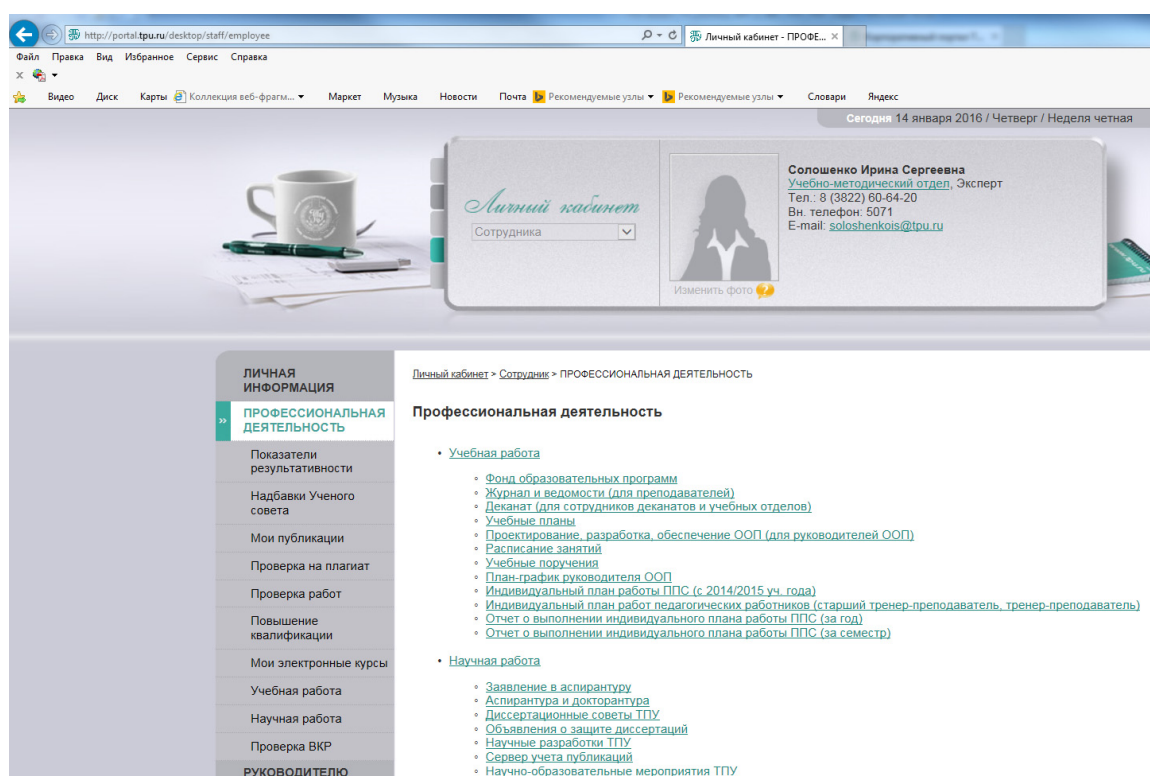 http://portal.tpu.ru/desktop/staff/employee
Личный кабинет - ПРОФЕ...
Файл Правка Вид Избранное Сервис Справка
Видео Диск Карты Коллекция веб-фрагм... Маркет Музыка Новости Почта Рекомендуемые узлы Рекомендуемые узлы Словари Яндекс
Сегодня 14 января 2016 / Четверг / Неделя четная
Личный кабинет
Сотрудника
Солошенко Ирина Сергеевна
Учебно-методический отдел, Эксперт
Тел.: 8 (3822) 60-64-20
Вн. телефон: 5071
E-mail: soloshenkois@tpu.ru
Изменить фото
ЛИЧНАЯ
ИНФОРМАЦИЯ
ПРОФЕССИОНАЛЬНАЯ
ДЕЯТЕЛЬНОСТЬ
Показатели
результативности
Надбавки Ученого
совета
Мои публикации
Проверка на плагиат
Проверка работ
Повышение
квалификации
Мои электронные курсы
Учебная работа
Научная работа
Проверка ВКР
РУКОВОДИТЕЛЮ
Личный кабинет > Сотрудник > ПРОФЕССИОНАЛЬНАЯ ДЕЯТЕЛЬНОСТЬ
Профессиональная деятельность
• Учебная работа
Фонд образовательных программ
Журнал и ведомости (для преподавателей)
Деканат (для сотрудников деканатов и учебных отделов)
Учебные планы
Проектирование, разработка, обеспечение ООП (для руководителей ООП)
Расписание занятий
Учебные поручения
План-график руководителя ООП
Индивидуальный план работы ППС (с 2014/2015 уч. года)
Индивидуальный план работ педагогических работников (старший тренер-преподаватель, тренер-преподаватель)
Отчет о выполнении индивидуального плана работы ППС (за год)
Отчет о выполнении индивидуального плана работы ППС (за семестр)
• Научная работа
Заявление в аспирантуру
Аспирантура и докторантура
Диссертационные советы ТПУ
Объявления о защите диссертаций
Научные разработки ТПУ
Сервер учета публикаций
Научно-образовательные мероприятия ТПУ